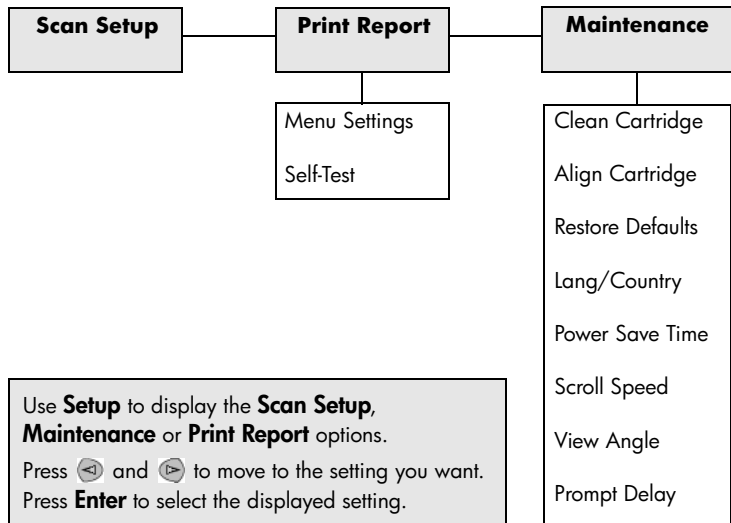 Scan Setup
Print Report
Maintenance
Menu Settings
Self-Test
Clean Cartridge
Align Cartridge
Restore Defaults
Lang/Country
Power Save Time
Scroll Speed
View Angle
Prompt Delay
Use Setup to display the Scan Setup,
Maintenance or Print Report options.
Press and to move to the setting you want.
Press Enter to select the displayed setting.